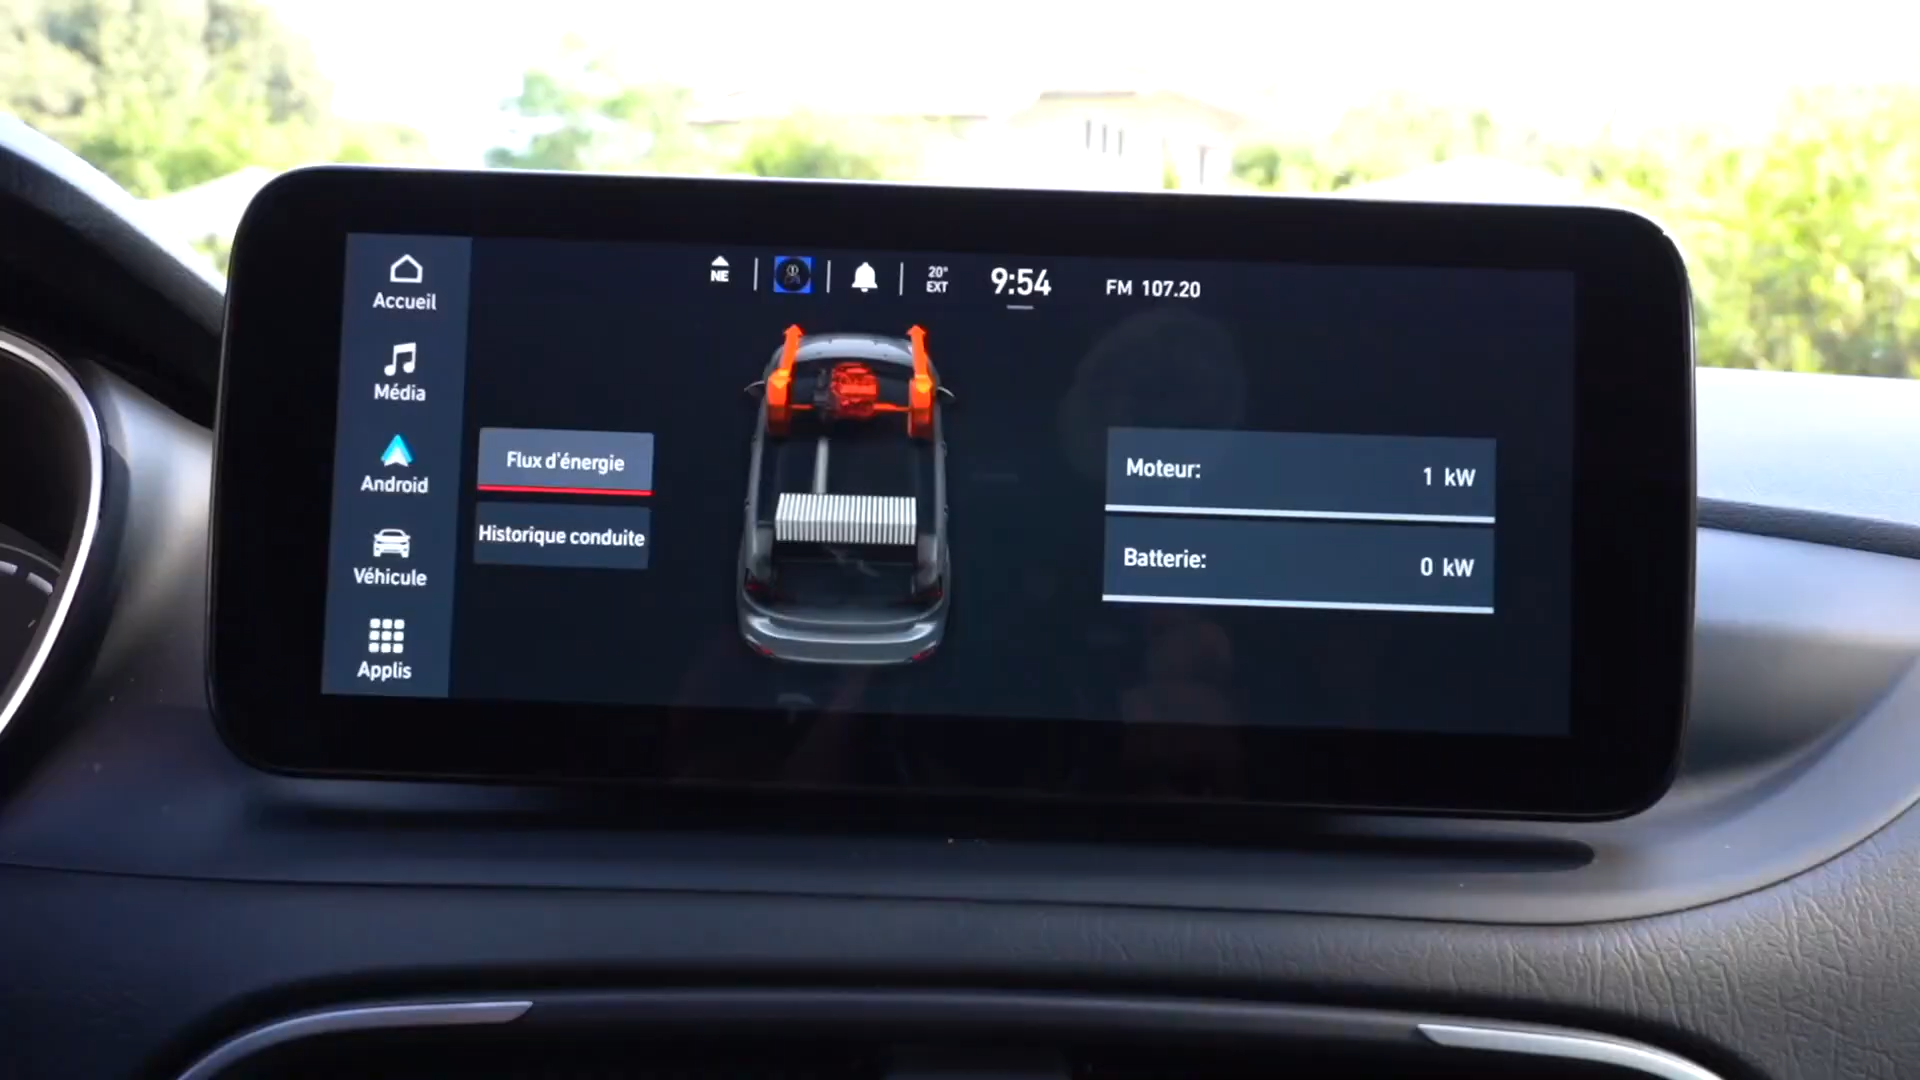 NE
20°
EXT
9:54
FM 107.20
Accueil
Média
Android
Véhicule
Applis
Flux d'énergie
Historique conduite
Moteur: 1 kW
Batterie: 0 kW